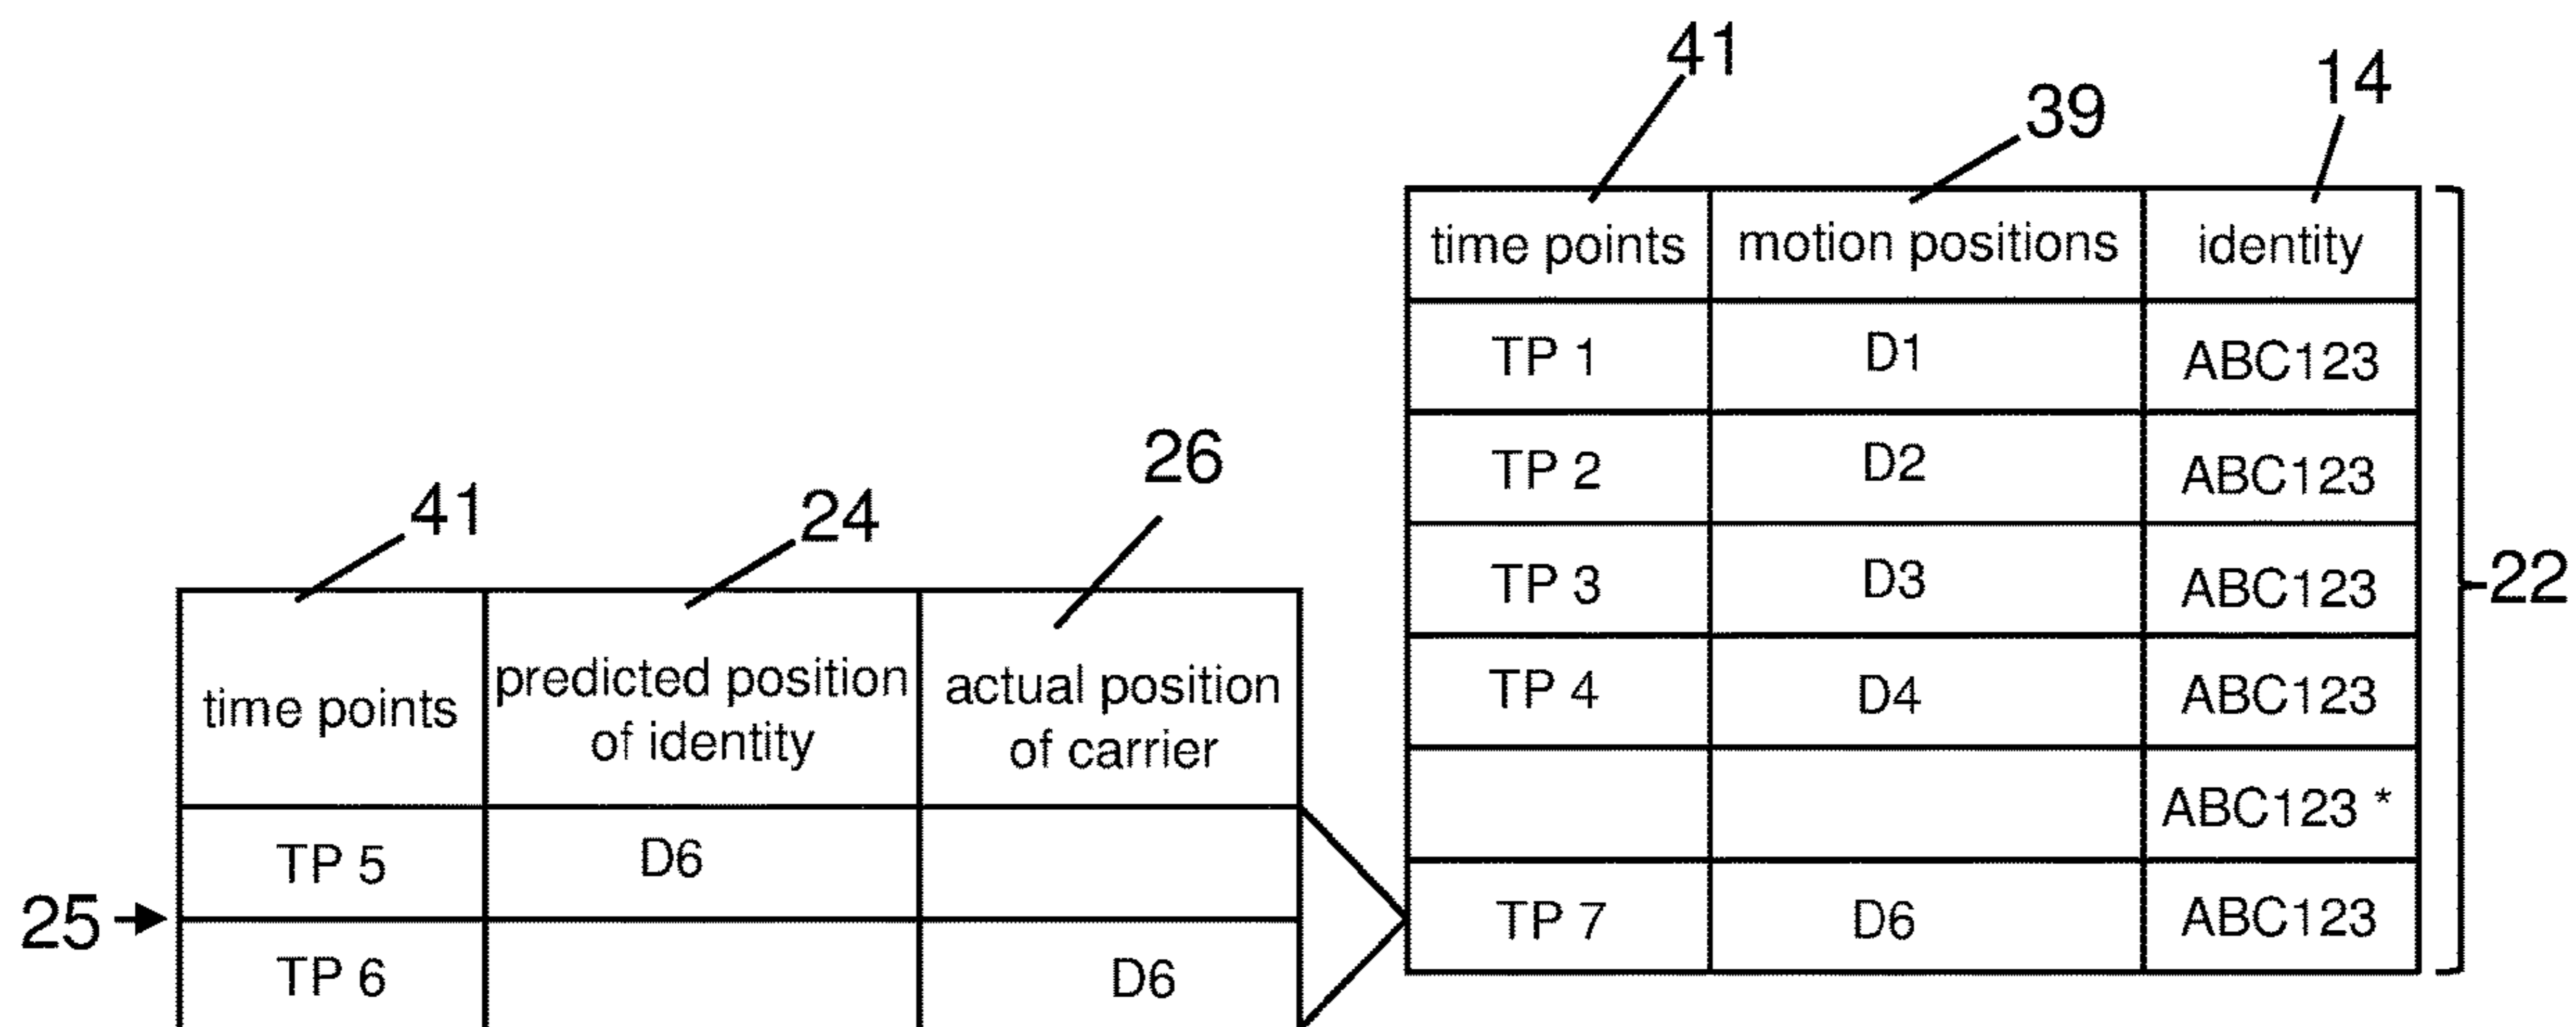 41
39
14
time points motion positions identity
TP 1 D1 ABC123
TP 2 D2 ABC123
TP 3 D3 ABC123
TP 4 D4 ABC123
ABC123 *
TP 7 D6 ABC123
22
41
24
26
time points
predicted position
of identity
actual position
of carrier
TP 5 D6
25
TP 6 D6